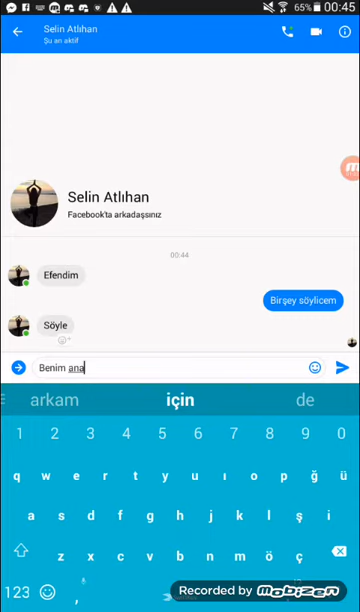 65% 00:45
Selin Atlıhan
Şu an aktif
Selin Atlıhan
Facebook'ta arkadaşsınız
00:44
Efendim
Birşey söylicem
Söyle
Benim ana
arkam için de
1 2 3 4 5 6 7 8 9 0
q w e r t y u ı o p ğ ü
a s d f g h j k l ş i
z x c v b n m ö ç
123 ,
Recorded by mobizen